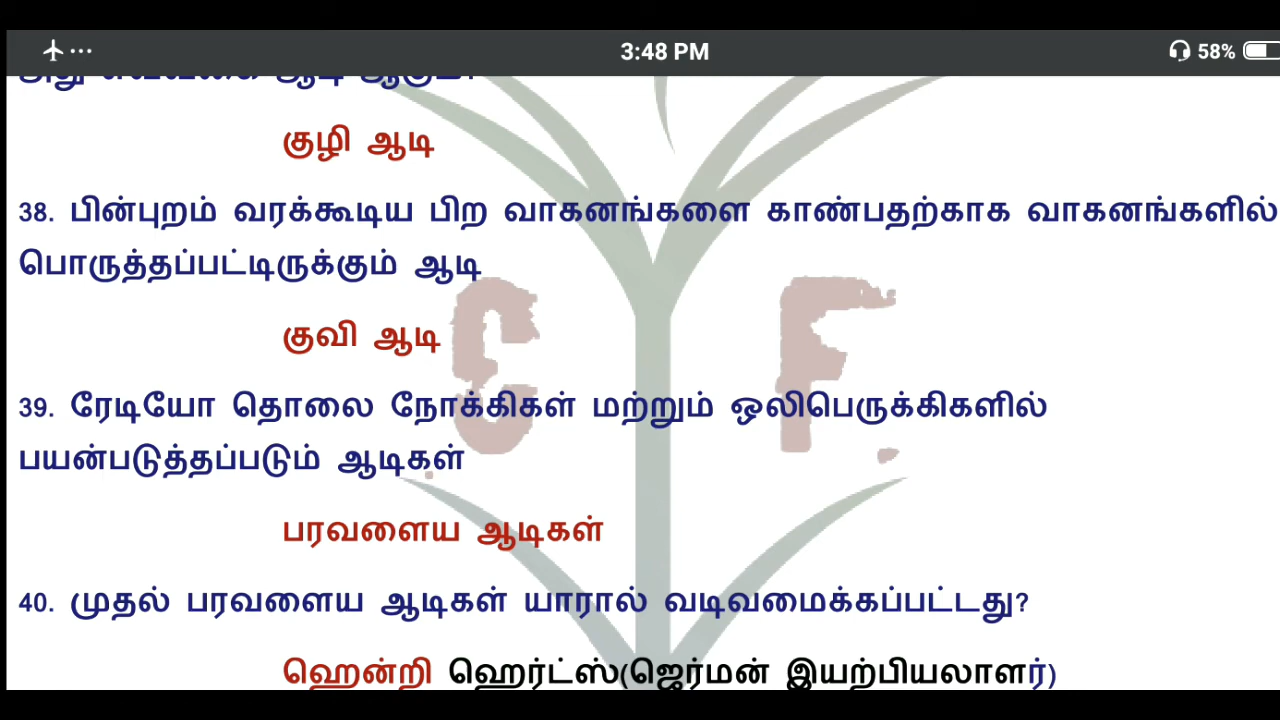 3:48 PM
58%
குழி ஆடி
38. பின்புறம் வரக்கூடிய பிற வாகனங்களை காண்பதற்காக வாகனங்களில்
பொருத்தப்பட்டிருக்கும் ஆடி
குவி ஆடி
39. ரேடியோ தொலை நோக்கிகள் மற்றும் ஒலிபெருக்கிகளில்
பயன்படுத்தப்படும் ஆடிகள்
பரவளைய ஆடிகள்
40. முதல் பரவளைய ஆடிகள் யாரால் வடிவமைக்கப்பட்டது?
ஹென்றி ஹெர்ட்ஸ்(ஜெர்மன் இயற்பியலாளர்)
C F